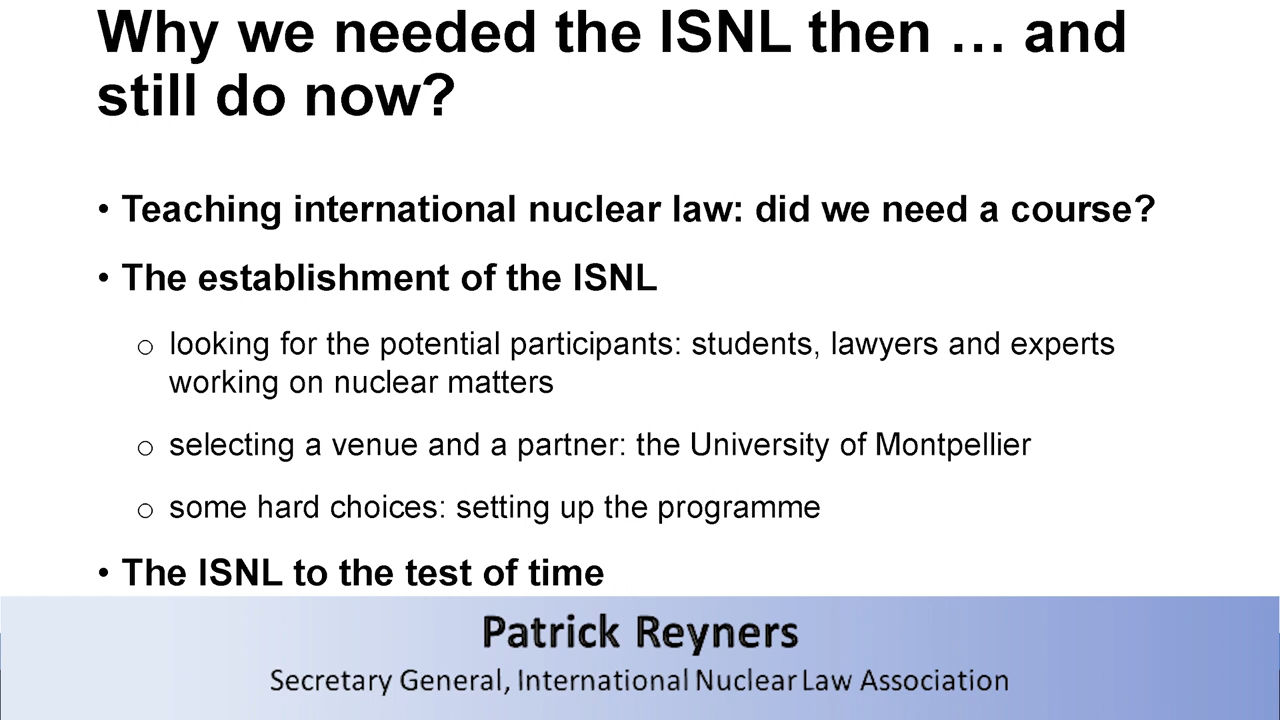 Why we needed the ISNL then … and
still do now?
• Teaching international nuclear law: did we need a course?
• The establishment of the ISNL
o looking for the potential participants: students, lawyers and experts
working on nuclear matters
o selecting a venue and a partner: the University of Montpellier
o some hard choices: setting up the programme
• The ISNL to the test of time
Patrick Reyners
Secretary General, International Nuclear Law Association